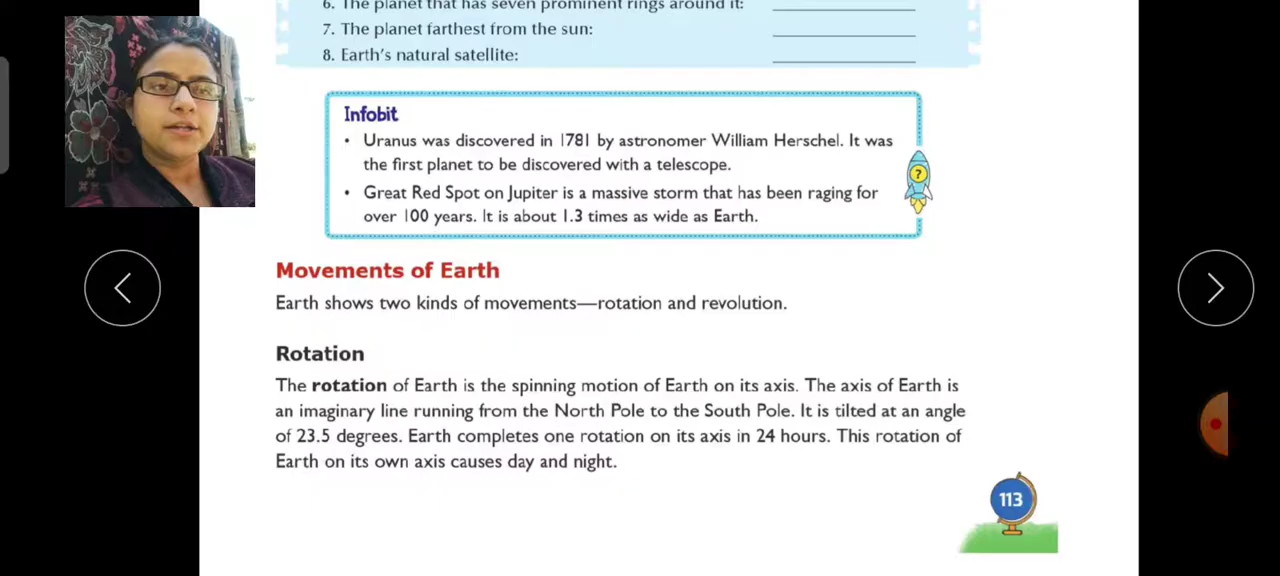 6. The planet that has seven prominent rings around it:
7. The planet farthest from the sun:
8. Earth's natural satellite:
Infobit
• Uranus was discovered in 1781 by astronomer William Herschel. It was
the first planet to be discovered with a telescope.
?
• Great Red Spot on Jupiter is a massive storm that has been raging for
over 100 years. It is about 1.3 times as wide as Earth.
Movements of Earth
Earth shows two kinds of movements—rotation and revolution.
Rotation
The rotation of Earth is the spinning motion of Earth on its axis. The axis of Earth is
an imaginary line running from the North Pole to the South Pole. It is tilted at an angle
of 23.5 degrees. Earth completes one rotation on its axis in 24 hours. This rotation of
Earth on its own axis causes day and night.
113